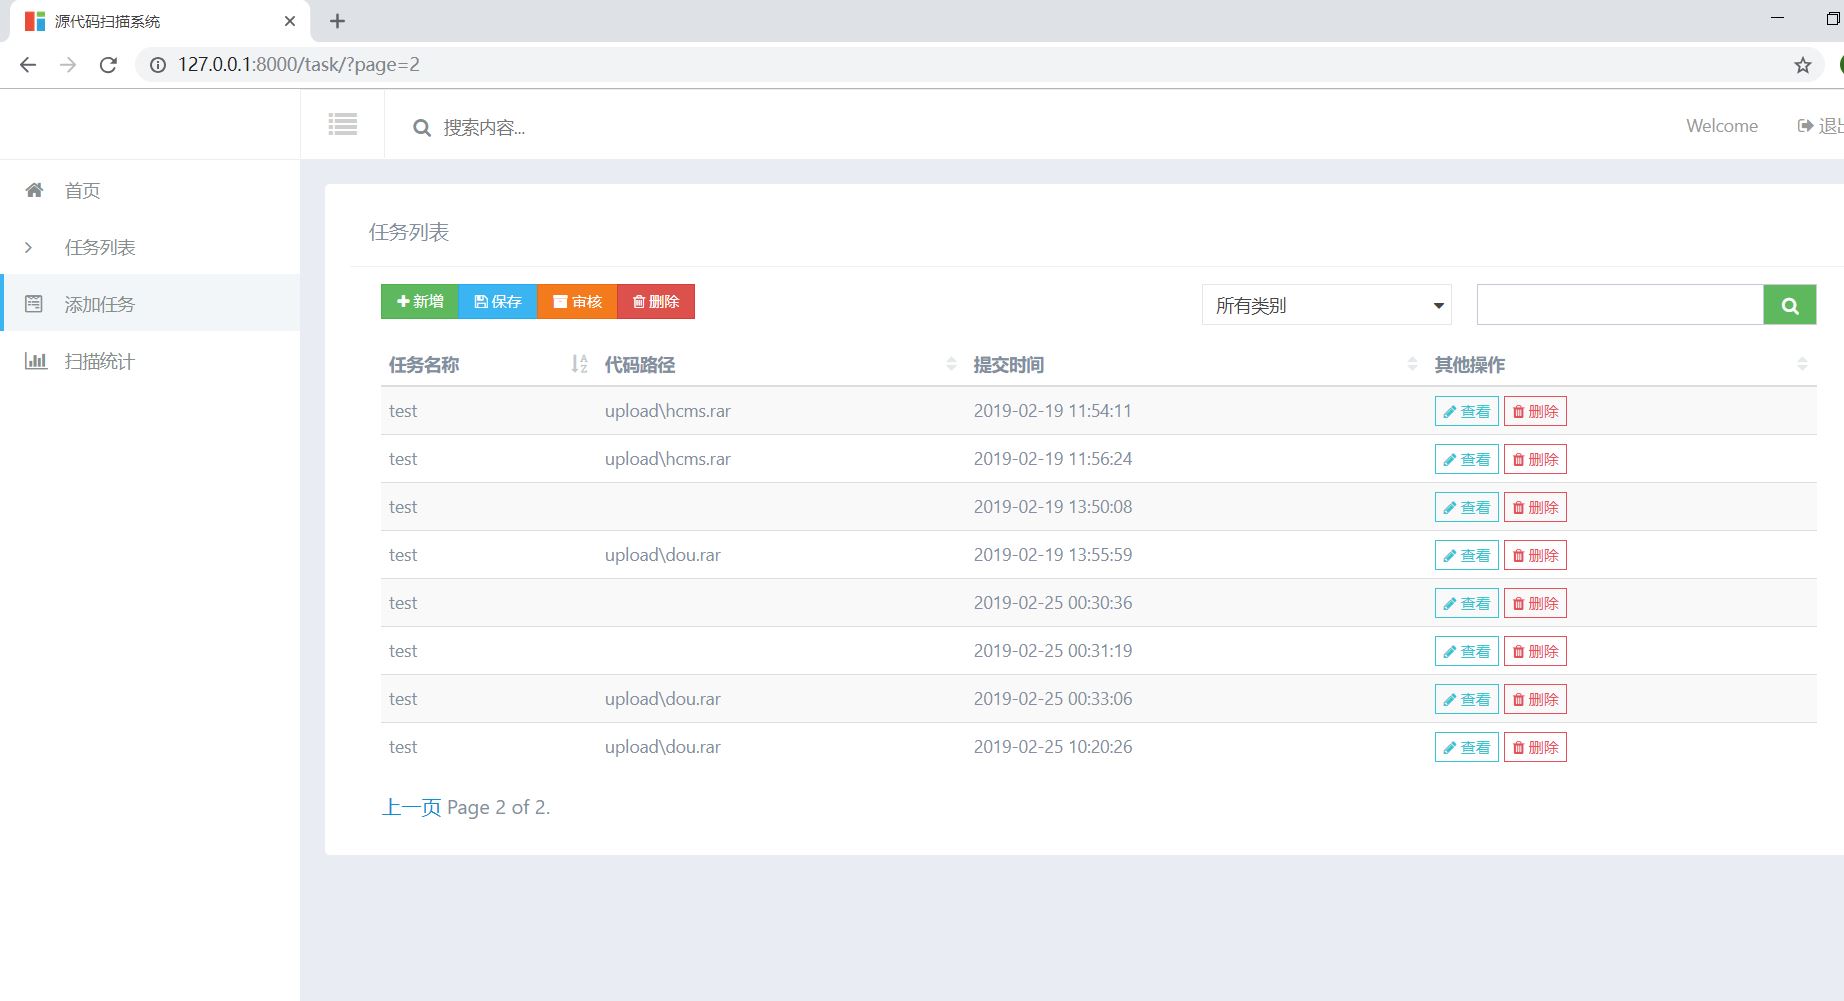 源代码扫描系统
127.0.0.1:8000/task/?page=2
搜索内容...
Welcome
首页
任务列表
添加任务
扫描统计
任务列表
新增 保存 审核 删除
所有类别
任务名称 代码路径 提交时间 其他操作
test upload\hcms.rar 2019-02-19 11:54:11 查看 删除
test upload\hcms.rar 2019-02-19 11:56:24 查看 删除
test 2019-02-19 13:50:08 查看 删除
test upload\dou.rar 2019-02-19 13:55:59 查看 删除
test 2019-02-25 00:30:36 查看 删除
test 2019-02-25 00:31:19 查看 删除
test upload\dou.rar 2019-02-25 00:33:06 查看 删除
test upload\dou.rar 2019-02-25 10:20:26 查看 删除
上一页 Page 2 of 2.